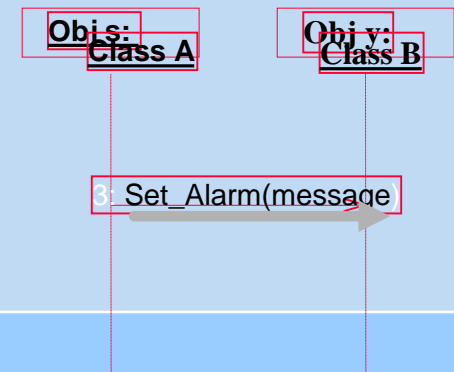 Obj s:
Class A
Obj y:
Class B
3: Set_Alarm(message)